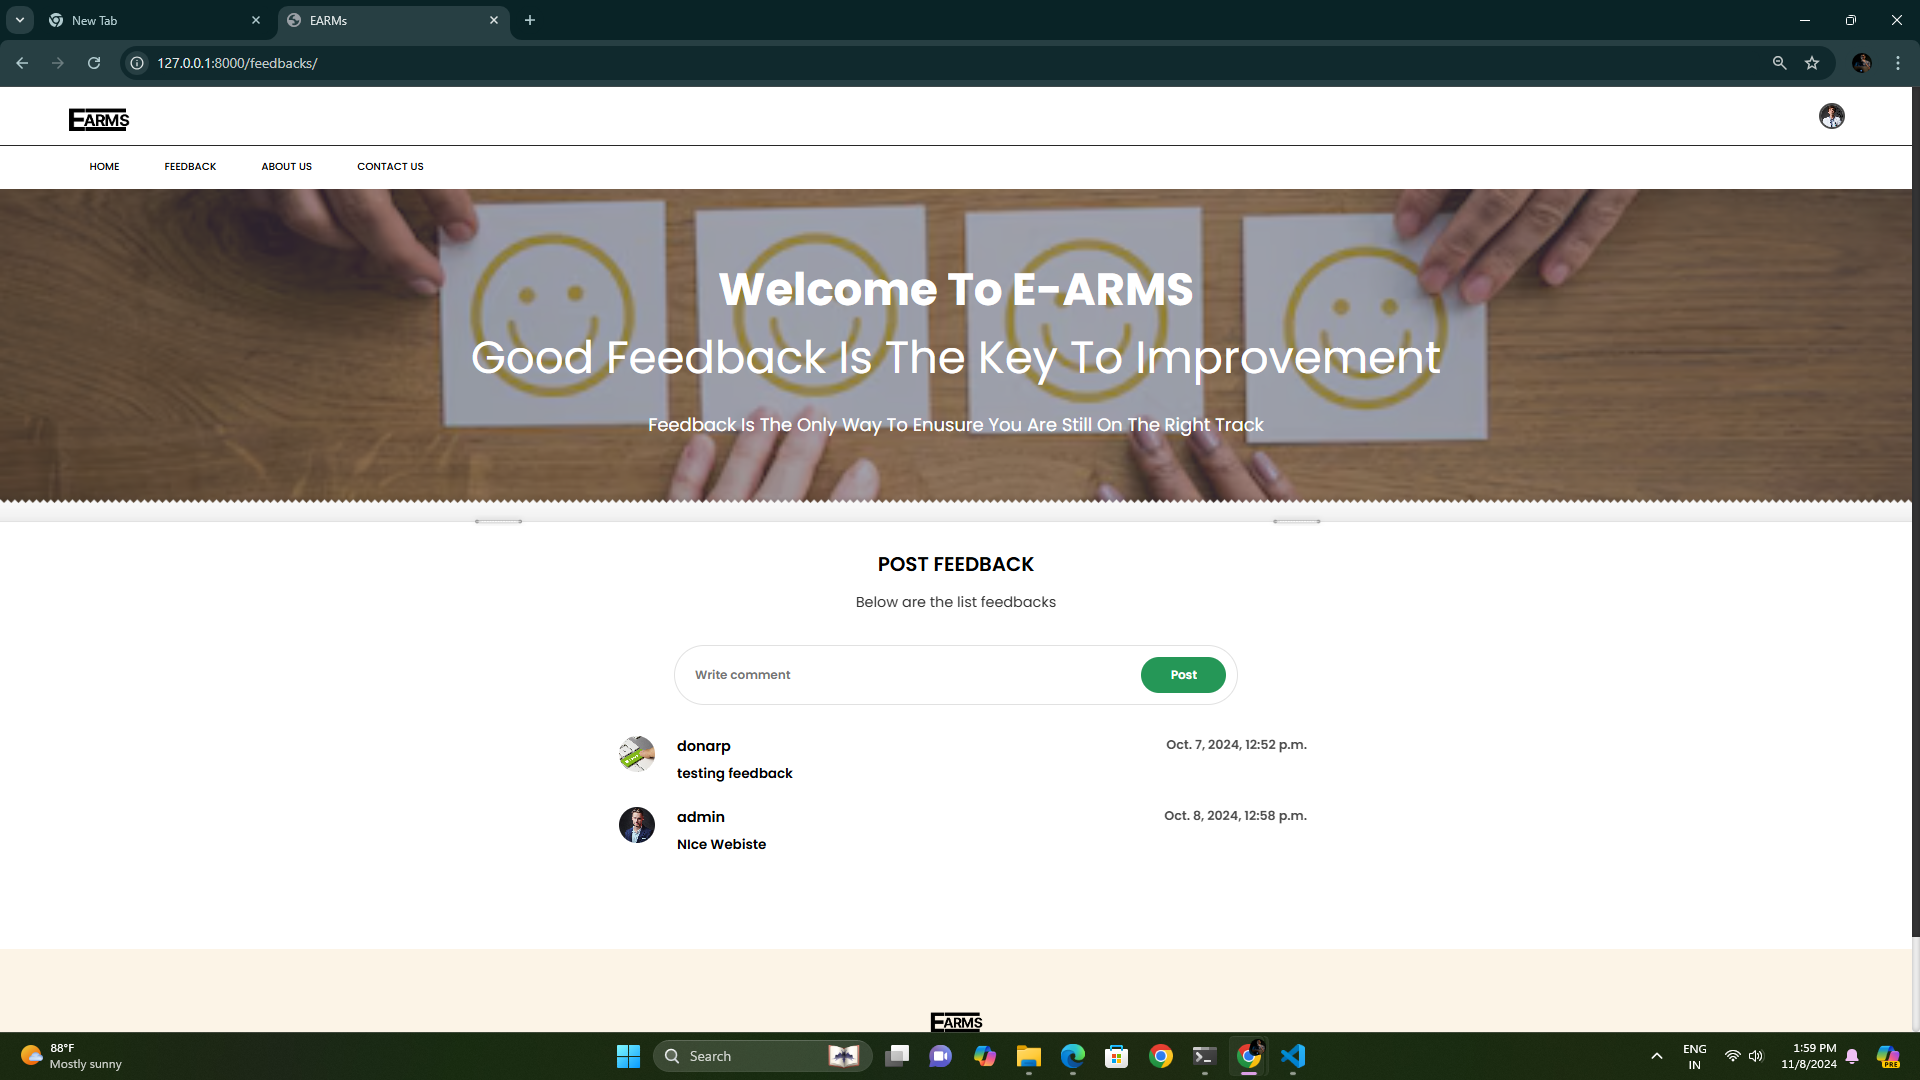 New Tab
EARMs
127.0.0.1:8000/feedbacks/
EARMS
HOME
FEEDBACK
ABOUT US
CONTACT US
Welcome To E-ARMS
Good Feedback Is The Key To Improvement
Feedback Is The Only Way To Enusure You Are Still On The Right Track
POST FEEDBACK
Below are the list feedbacks
Write comment
Post
donarp
Oct. 7, 2024, 12:52 p.m.
testing feedback
admin
Oct. 8, 2024, 12:58 p.m.
NIce Webiste
EARMS
88°F
Mostly sunny
Search
ENG
IN
1:59 PM
11/8/2024
PRE